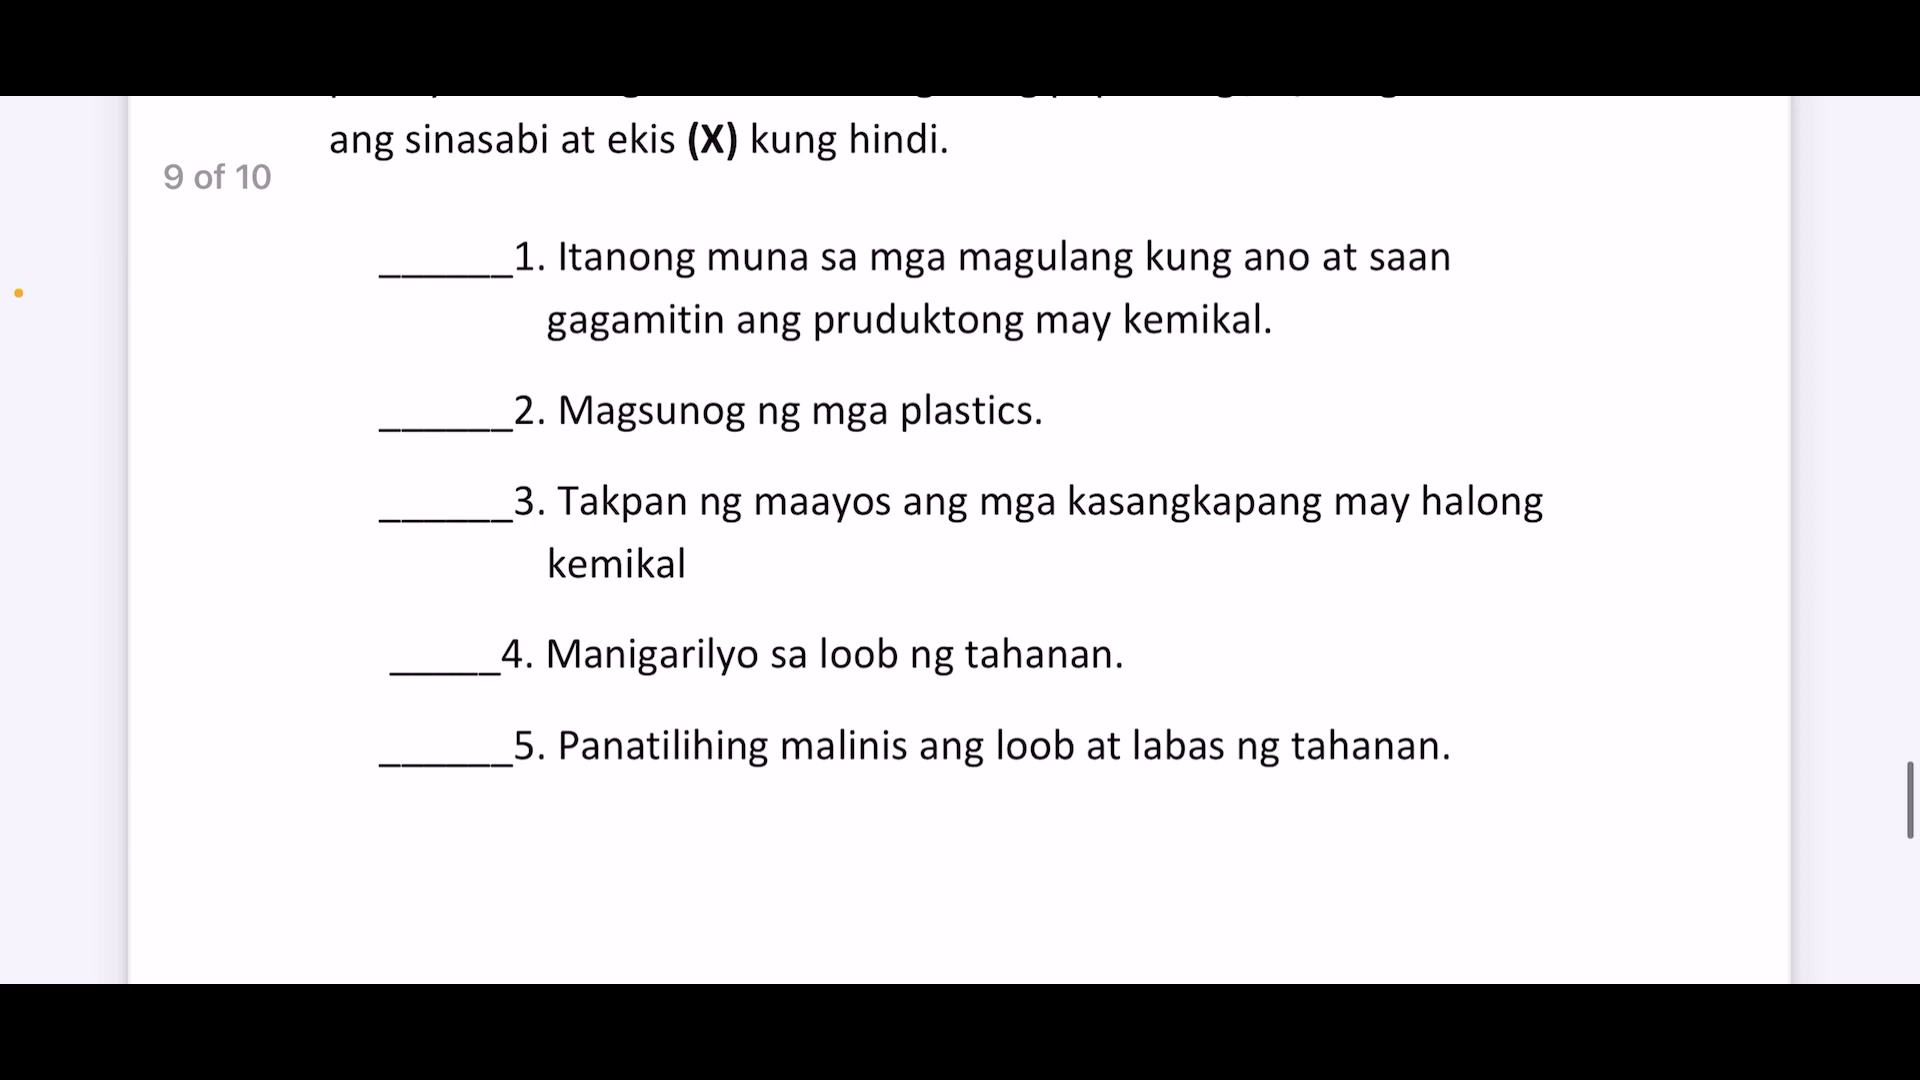 ang sinasabi at ekis (X) kung hindi.
9 of 10
______1. Itanong muna sa mga magulang kung ano at saan
gagamitin ang pruduktong may kemikal.
______2. Magsunog ng mga plastics.
______3. Takpan ng maayos ang mga kasangkapang may halong
kemikal
_____4. Manigarilyo sa loob ng tahanan.
______5. Panatilihing malinis ang loob at labas ng tahanan.